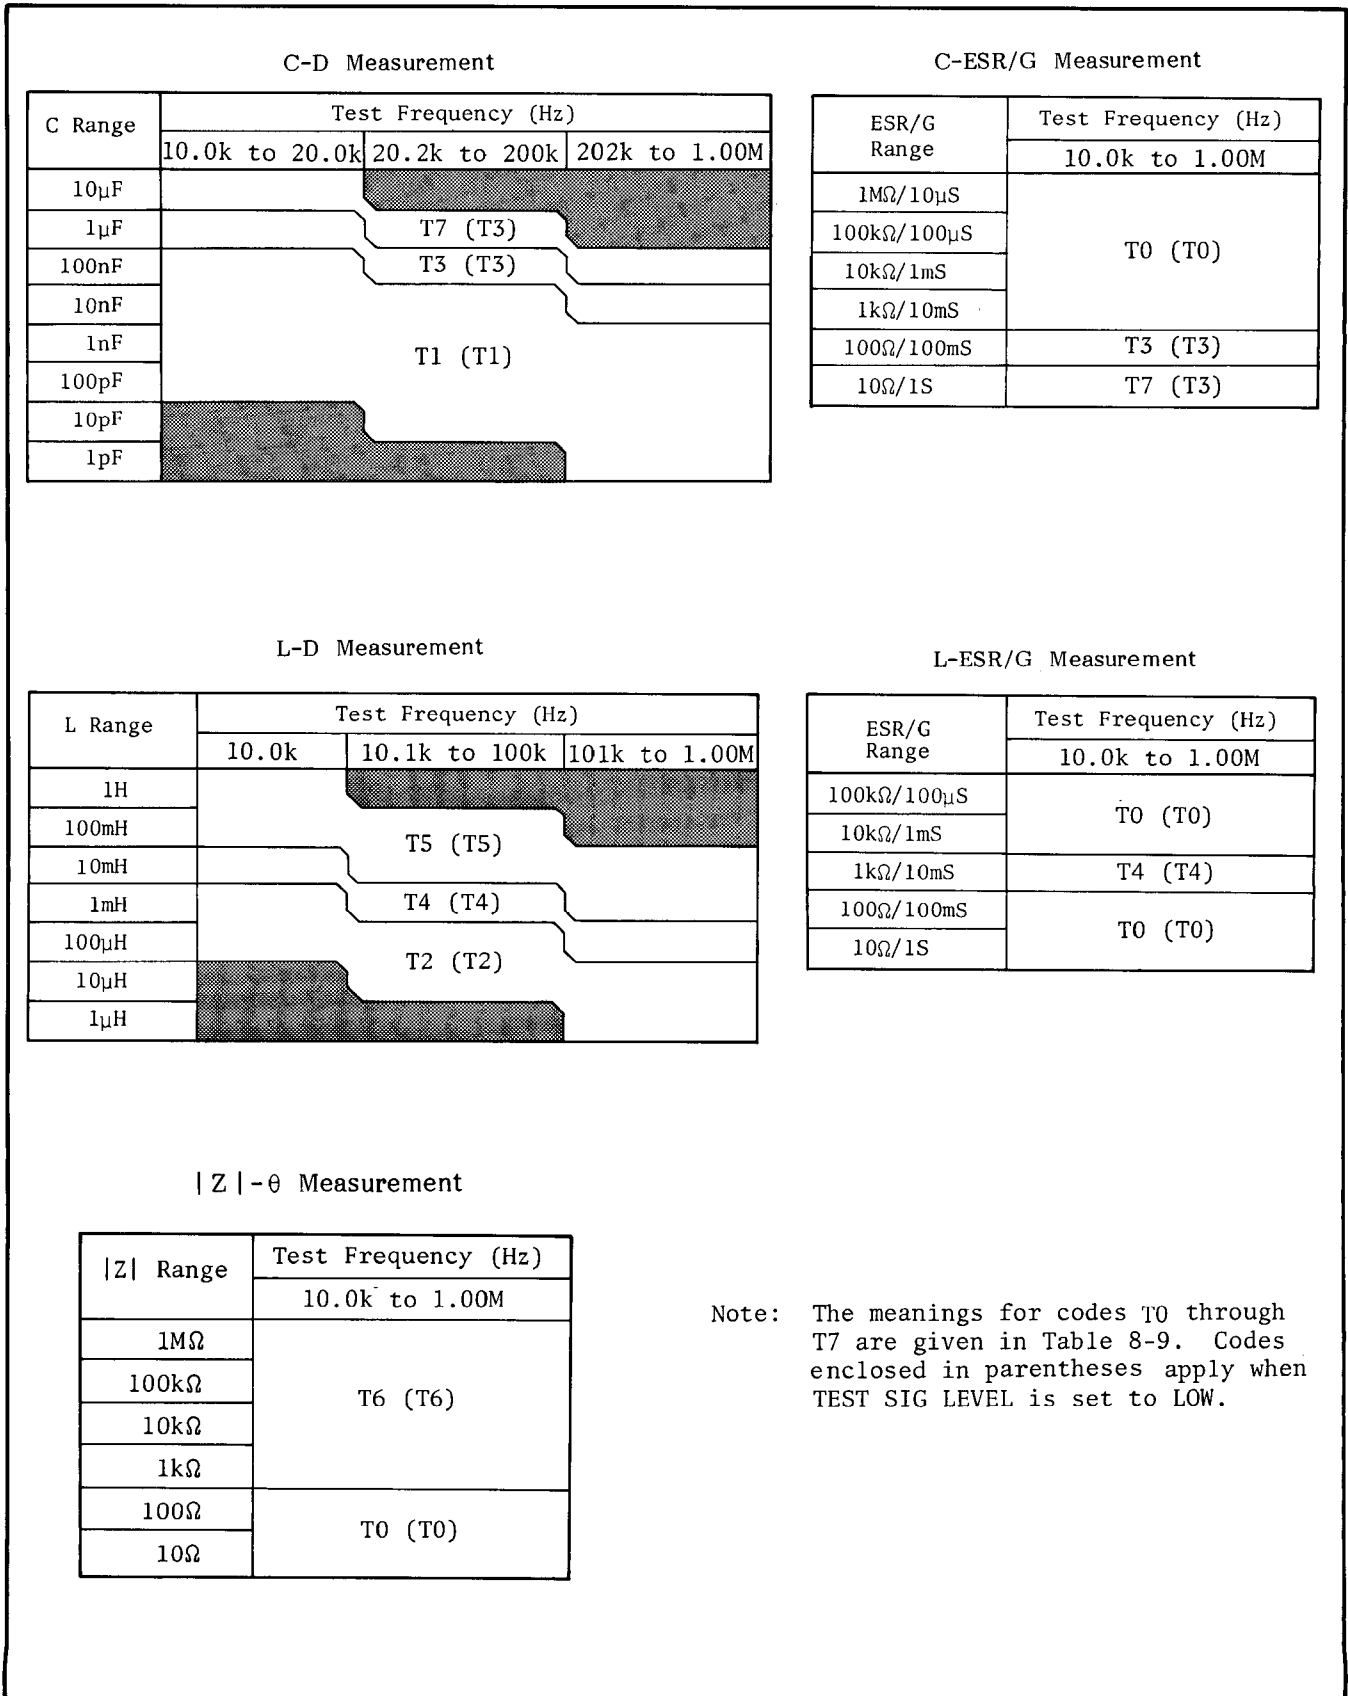 C-D Measurement
C Range
Test Frequency (Hz)
10.0k to 20.0k 20.2k to 200k 202k to 1.00M
10μF
1μF
T7 (T3)
100nF
T3 (T3)
10nF
1nF
T1 (T1)
100pF
10pF
1pF
C-ESR/G Measurement
ESR/G
Range
Test Frequency (Hz)
10.0k to 1.00M
1MΩ/10μS
100kΩ/100μS
T0 (T0)
10kΩ/1mS
1kΩ/10mS
100Ω/100mS T3 (T3)
10Ω/1S T7 (T3)
L-D Measurement
L Range
Test Frequency (Hz)
10.0k 10.1k to 100k 101k to 1.00M
1H
100mH
T5 (T5)
10mH
1mH T4 (T4)
100μH
T2 (T2)
10μH
1μH
L-ESR/G Measurement
ESR/G
Range
Test Frequency (Hz)
10.0k to 1.00M
100kΩ/100μS
T0 (T0)
10kΩ/1mS
1kΩ/10mS T4 (T4)
100Ω/100mS
T0 (T0)
10Ω/1S
|Z|-θ Measurement
|Z| Range
Test Frequency (Hz)
10.0k to 1.00M
1MΩ
100kΩ
T6 (T6)
10kΩ
1kΩ
100Ω
T0 (T0)
10Ω
Note: The meanings for codes T0 through
T7 are given in Table 8-9. Codes
enclosed in parentheses apply when
TEST SIG LEVEL is set to LOW.